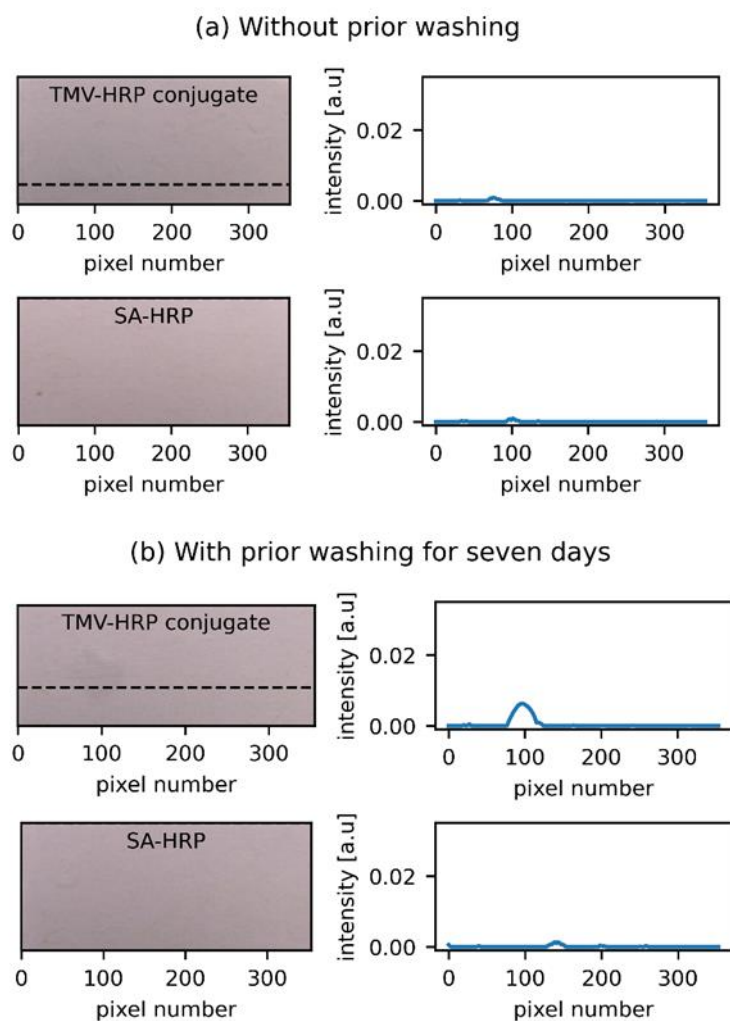 (a) Without prior washing
TMV-HRP conjugate
0 100 200 300
pixel number
intensity [a.u]
0.02
0.00
0 100 200 300
pixel number
SA-HRP
0 100 200 300
pixel number
intensity [a.u]
0.02
0.00
0 100 200 300
pixel number
(b) With prior washing for seven days
TMV-HRP conjugate
0 100 200 300
pixel number
intensity [a.u]
0.02
0.00
0 100 200 300
pixel number
SA-HRP
0 100 200 300
pixel number
intensity [a.u]
0.02
0.00
0 100 200 300
pixel number